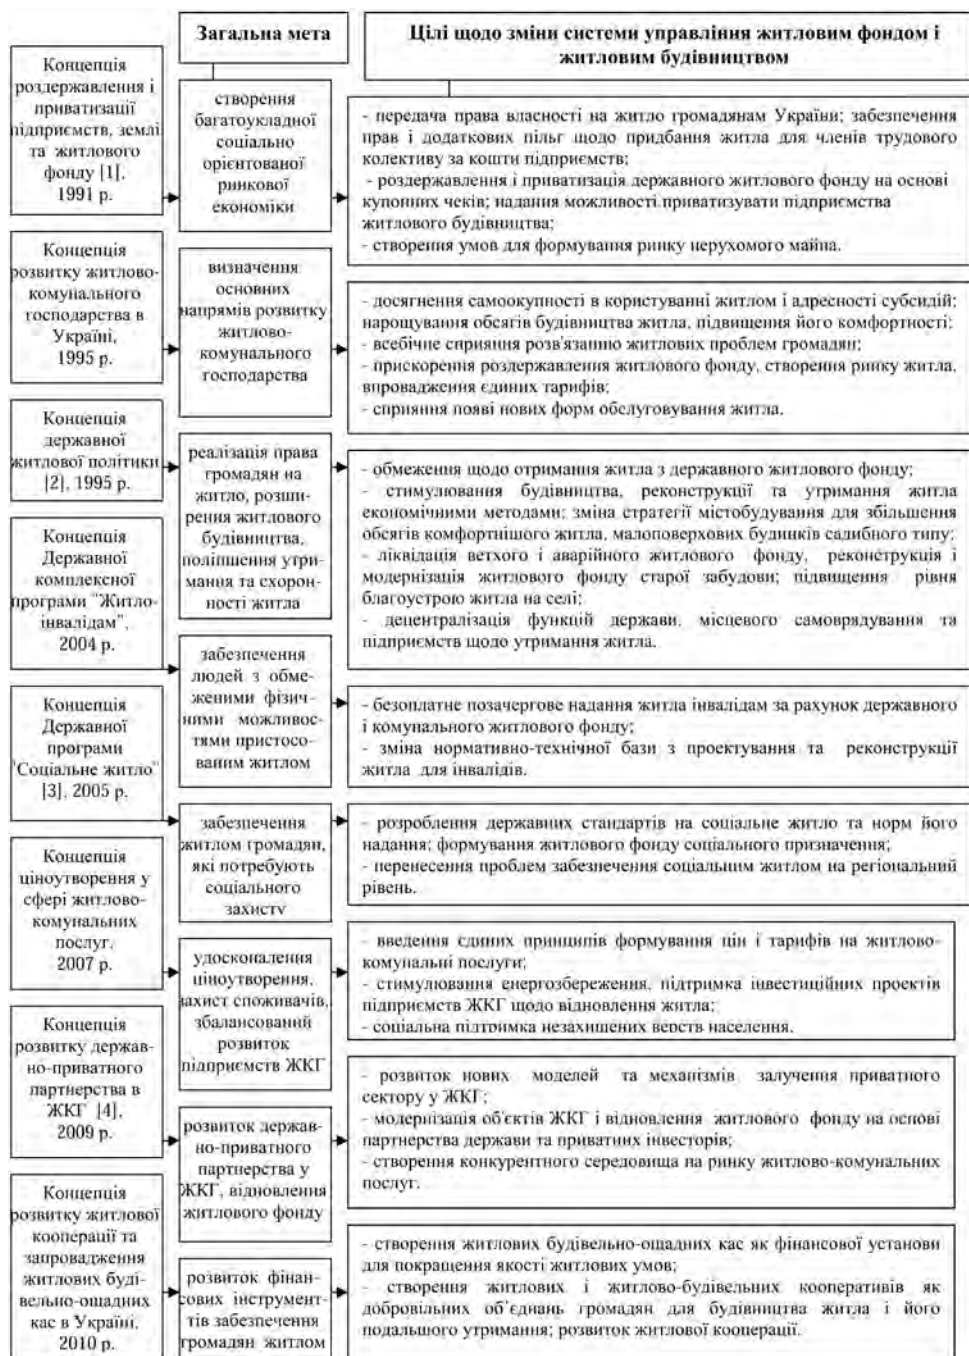 Загальна мета
Цілі щодо зміни системи управління житловим фондом і
житловим будівництвом
Концепція
роздержавлення і
приватизації
підприємств, землі
та житлового
фонду [1],
1991 р.
створення
багатоукладної
соціально
орієнтованої
ринкової
економіки
- передача права власності на житло громадянам України; забезпечення
прав і додаткових пільг щодо придбання житла для членів трудового
колективу за кошти підприємств;
- роздержавлення і приватизація державного житлового фонду на основі
купонних чеків; надання можливості приватизувати підприємства
житлового будівництва;
- створення умов для формування ринку нерухомого майна.
Концепція
розвитку житлово-
комунального
господарства в
Україні,
1995 р.
визначення
основних
напрямів розвитку
житлово-
комунального
господарства
- досягнення самоокупності в користуванні житлом і адресності субсидій;
нарощування обсягів будівництва житла, підвищення його комфортності;
- всебічне сприяння розв'язанню житлових проблем громадян;
- прискорення роздержавлення житлового фонду, створення ринку житла,
впровадження єдиних тарифів;
- сприяння появі нових форм обслуговування житла.
Концепція
державної
житлової політики
[2], 1995 р.
реалізація права
громадян на
житло, розши-
рення житлового
будівництва,
поліпшення утри-
мання та схорон-
ності житла
- обмеження щодо отримання житла з державного житлового фонду;
- стимулювання будівництва, реконструкції та утримання житла
економічними методами; зміна стратегії містобудування для збільшення
обсягів комфортнішого житла, малоповерхових будинків садибного типу;
- ліквідація ветхого і аварійного житлового фонду, реконструкція і
модернізація житлового фонду старої забудови; підвищення рівня
благоустрою житла на селі;
- децентралізація функцій держави, місцевого самоврядування та
підприємств щодо утримання житла.
Концепція
Державної
комплексної
програми "Житло-
інвалідам",
2004 р.
забезпечення
людей з обме-
женими фізич-
ними можливос-
тями пристосо-
ваним житлом
- безоплатне позачергове надання житла інвалідам за рахунок державного
і комунального житлового фонду;
- зміна нормативно-технічної бази з проектування та реконструкції
житла для інвалідів.
Концепція
Державної
програми
"Соціальне житло"
[3], 2005 р.
забезпечення
житлом громадян,
які потребують
соціального
захисту
- розроблення державних стандартів на соціальне житло та норм його
надання; формування житлового фонду соціального призначення;
- перенесення проблем забезпечення соціальним житлом на регіональний
рівень.
Концепція
ціноутворення у
сфері житлово-
комунальних
послуг,
2007 р.
удосконалення
ціноутворення,
захист споживачів,
збалансований
розвиток
підприємств ЖКГ
- введення єдиних принципів формування цін і тарифів на житлово-
комунальні послуги;
- стимулювання енергозбереження, підтримка інвестиційних проектів
підприємств ЖКГ щодо відновлення житла;
- соціальна підтримка незахищених верств населення.
Концепція
розвитку держав-
но-приватного
партнерства в
ЖКГ [4],
2009 р.
розвиток держав-
но-приватного
партнерства у
ЖКГ, відновлення
житлового фонду
- розвиток нових моделей та механізмів залучення приватного
сектору у ЖКГ;
- модернізація об'єктів ЖКГ і відновлення житлового фонду на основі
партнерства держави та приватних інвесторів;
- створення конкурентного середовища на ринку житлово-комунальних
послуг.
Концепція
розвитку житлової
кооперації та
запровадження
житлових буді-
вельно-ощадних
кас в Україні,
2010 р.
розвиток фінан-
сових інструмент-
тів забезпечення
громадян житлом
- створення житлових будівельно-ощадних кас як фінансової установи
для покращення якості житлових умов;
- створення житлових і житлово-будівельних кооперативів як
добровільних об'єднань громадян для будівництва житла і його
подальшого утримання; розвиток житлової кооперації.